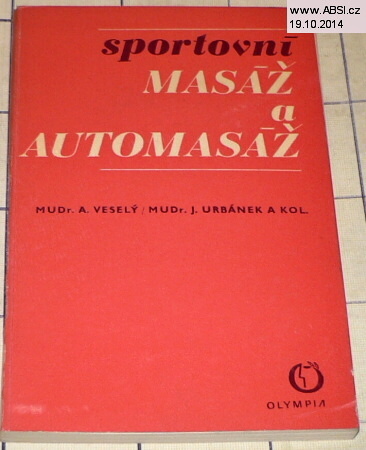 www.ABSI.cz
19.10.2014
sportovní
MASÁŽ
a
AUTOMASÁŽ
MUDr. A. VESELÝ / MUDr. J. URBÁNEK A KOL.
OLYMPIA